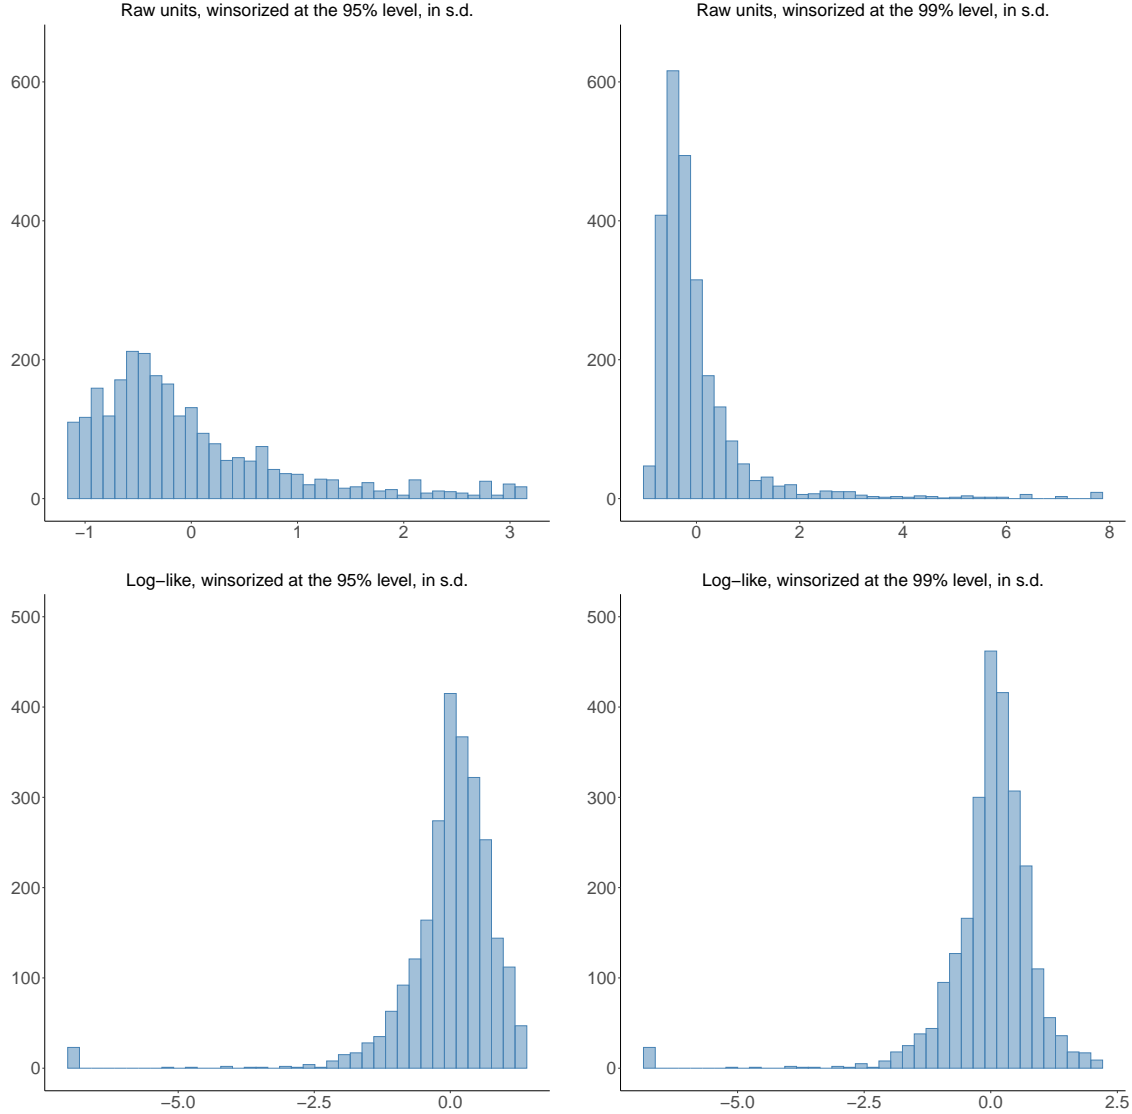 Raw units, winsorized at the 95% level, in s.d.
600
400
200
0
−1 0 1 2 3
Raw units, winsorized at the 99% level, in s.d.
600
400
200
0
0 2 4 6 8
Log−like, winsorized at the 95% level, in s.d.
500
400
300
200
100
0
−5.0 −2.5 0.0
Log−like, winsorized at the 99% level, in s.d.
500
400
300
200
100
0
−5.0 −2.5 0.0 2.5